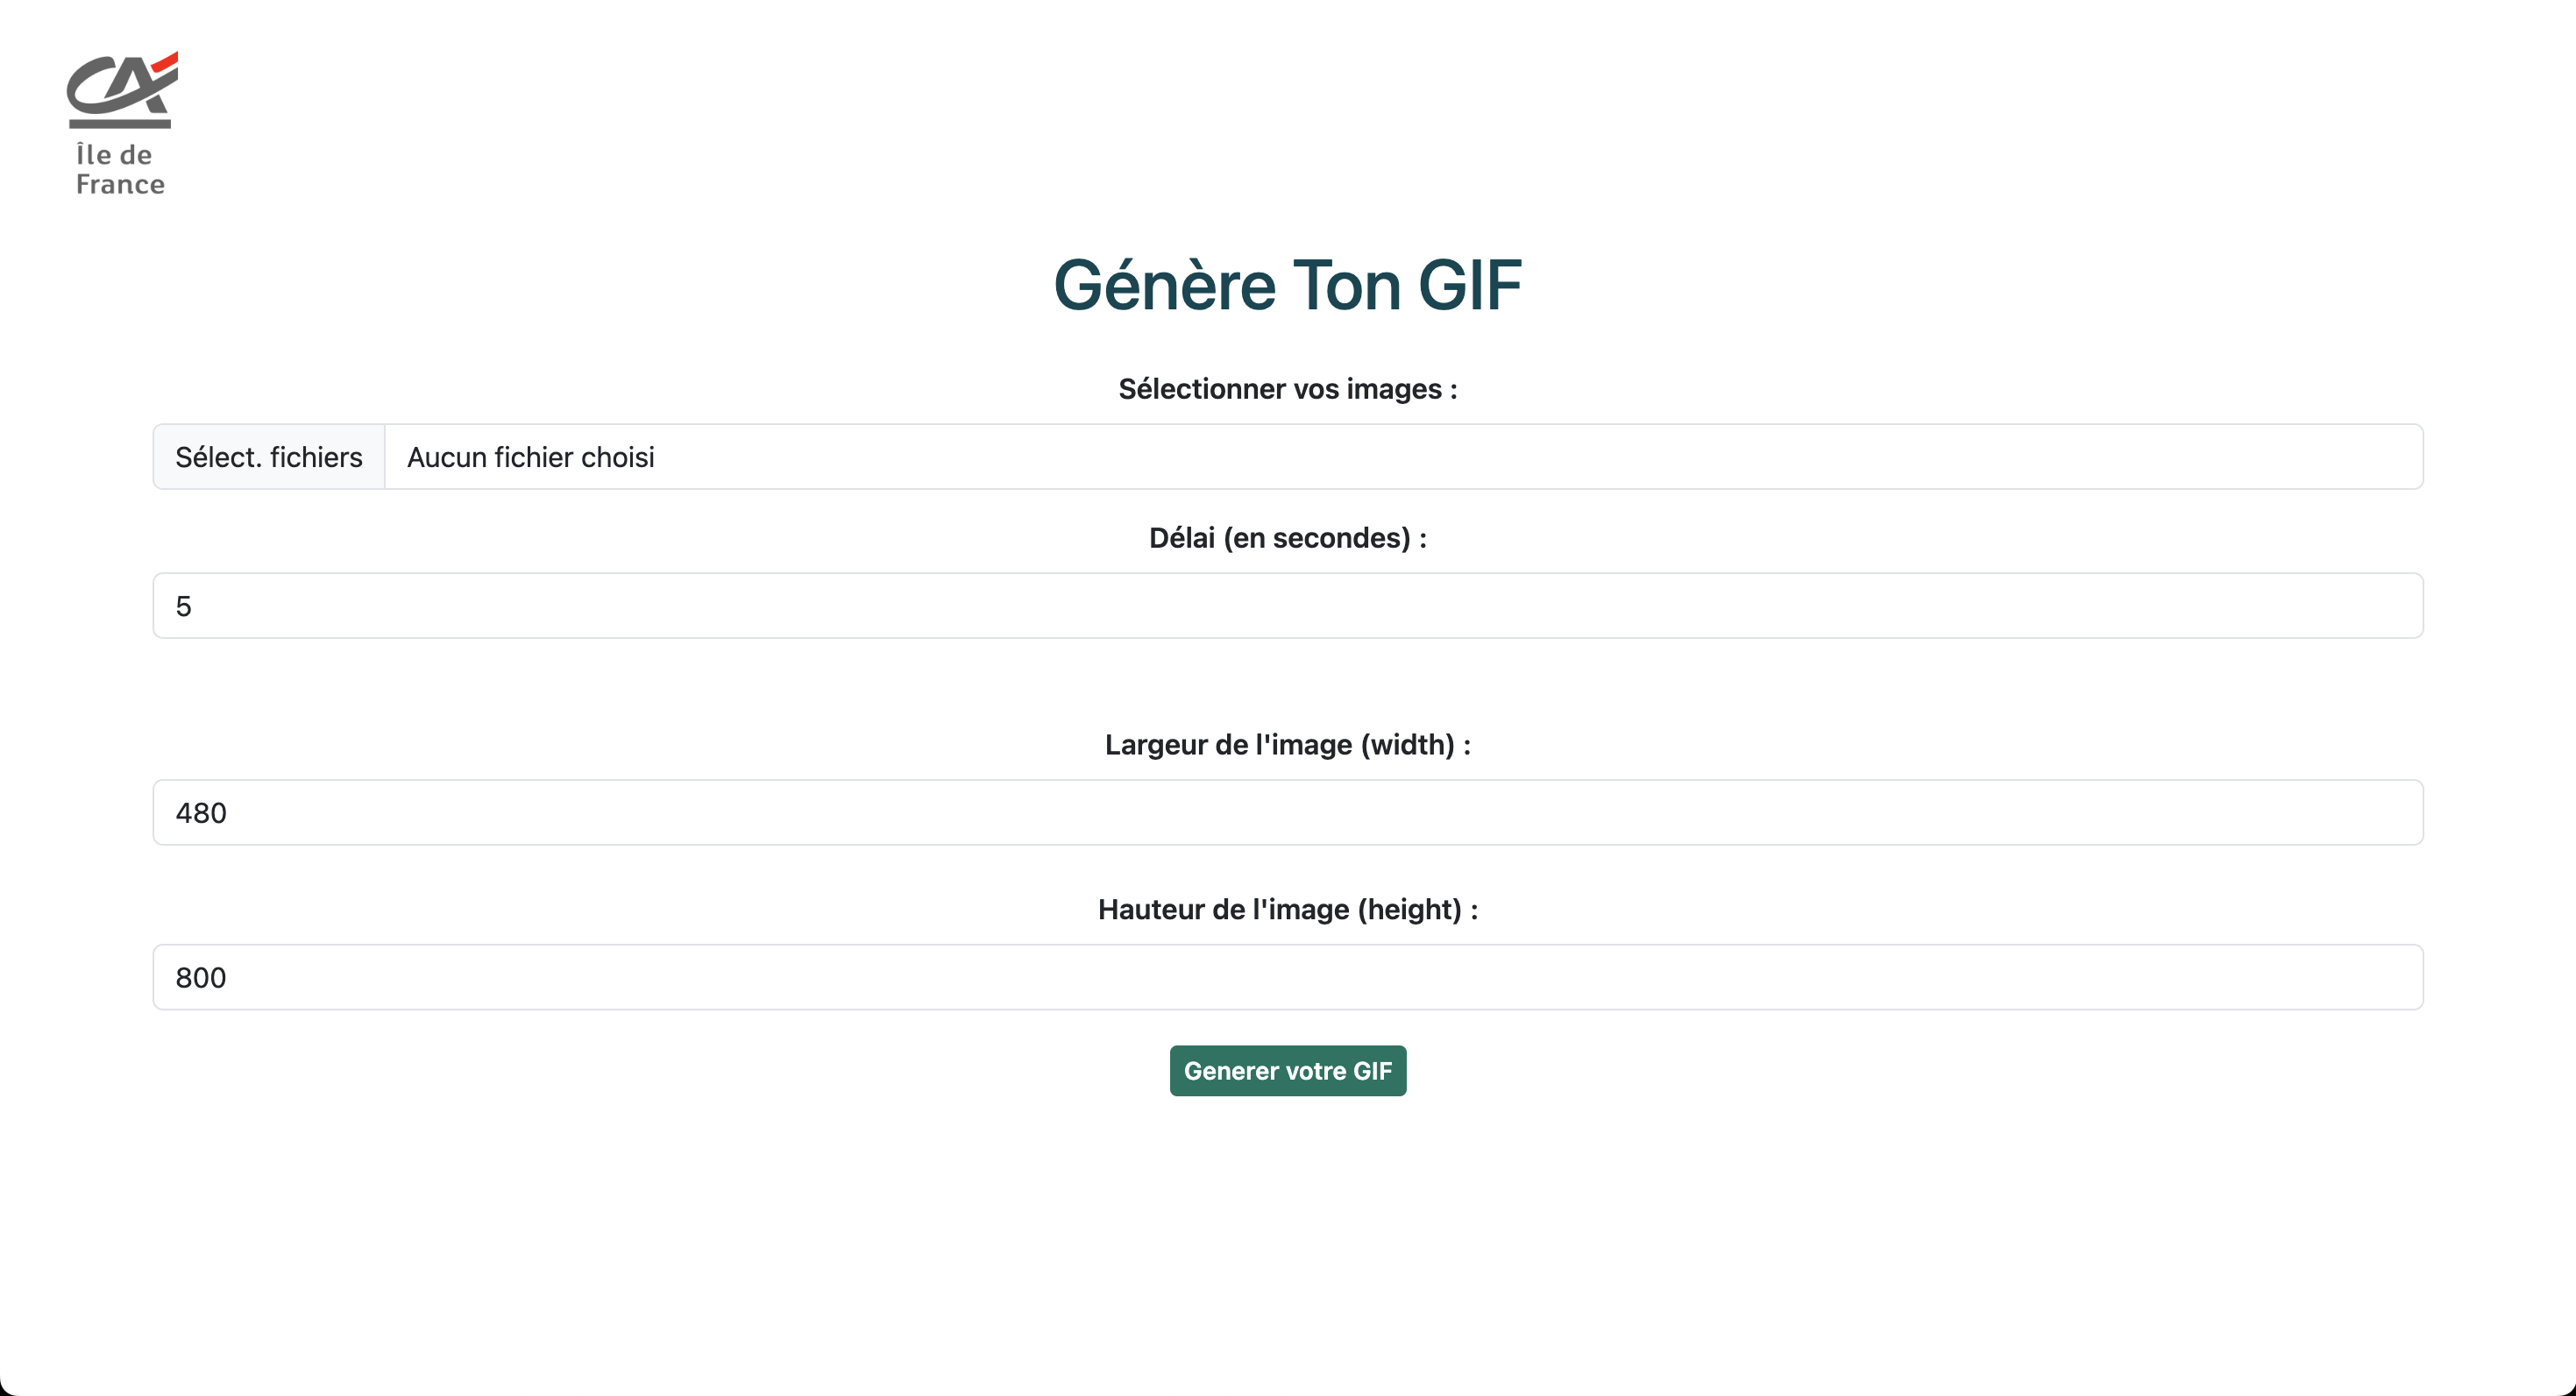 CA
Île de
France
Génère Ton GIF
Sélectionner vos images :
Sélect. fichiers Aucun fichier choisi
Délai (en secondes) :
5
Largeur de l'image (width) :
480
Hauteur de l'image (height) :
800
Generer votre GIF